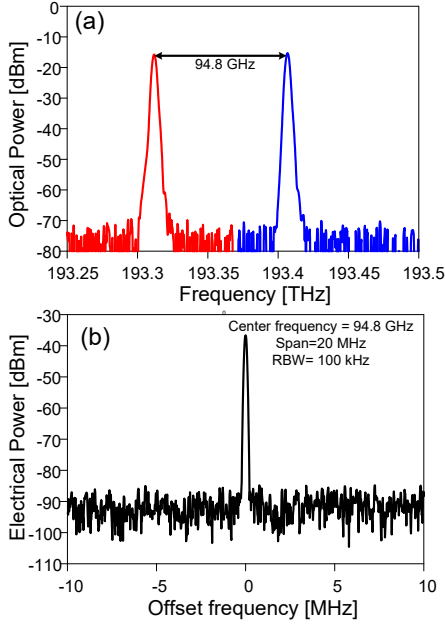 (a)
94.8 GHz
0
-10
-20
-30
-40
-50
-60
-70
-80
Optical Power [dBm]
193.25 193.3 193.35 193.4 193.45 193.5
Frequency [THz]
(b)
Center frequency = 94.8 GHz
Span=20 MHz
RBW= 100 kHz
-30
-40
-50
-60
-70
-80
-90
-100
-110
Electrical Power [dBm]
-10 -5 0 5 10
Offset frequency [MHz]